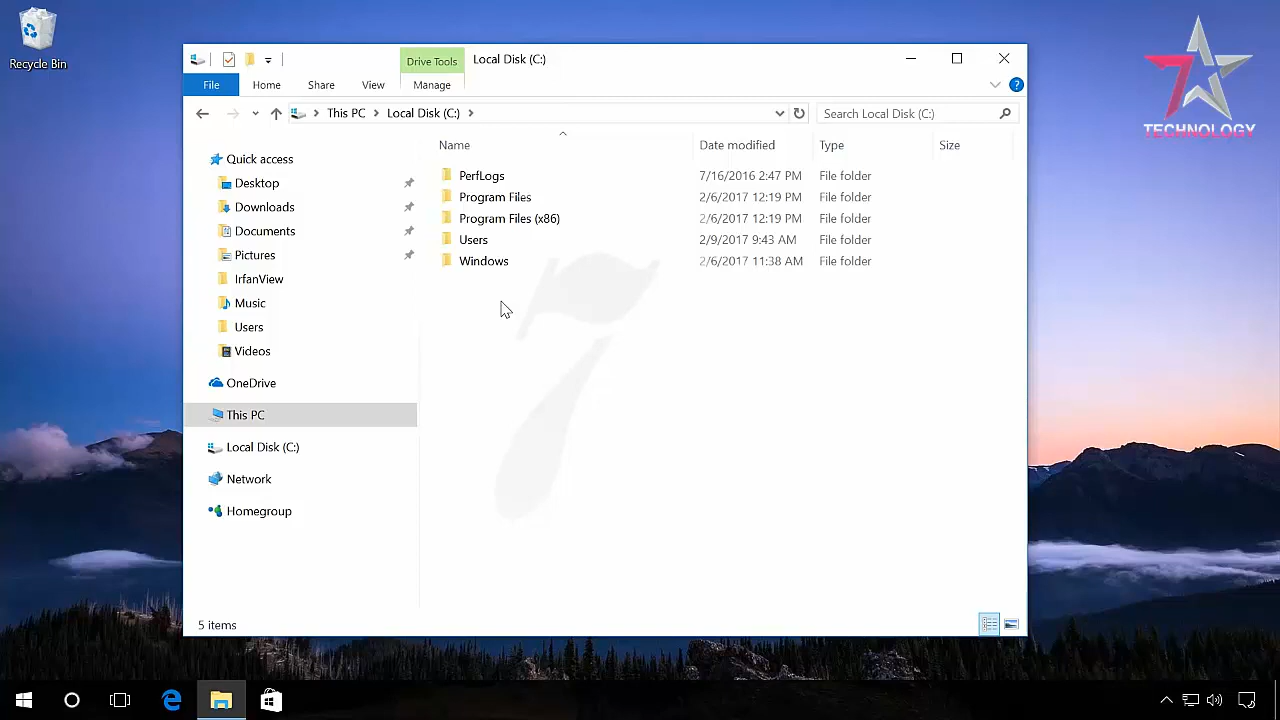 Recycle Bin
Drive Tools
Local Disk (C:)
File
Home
Share
View
Manage
This PC
Local Disk (C:)
Search Local Disk (C:)
Quick access
Desktop
Downloads
Documents
Pictures
IrfanView
Music
Users
Videos
OneDrive
This PC
Local Disk (C:)
Network
Homegroup
Name Date modified Type Size
PerfLogs 7/16/2016 2:47 PM File folder
Program Files 2/6/2017 12:19 PM File folder
Program Files (x86) 2/6/2017 12:19 PM File folder
Users 2/9/2017 9:43 AM File folder
Windows 2/6/2017 11:38 AM File folder
5 items
7
TECHNOLOGY